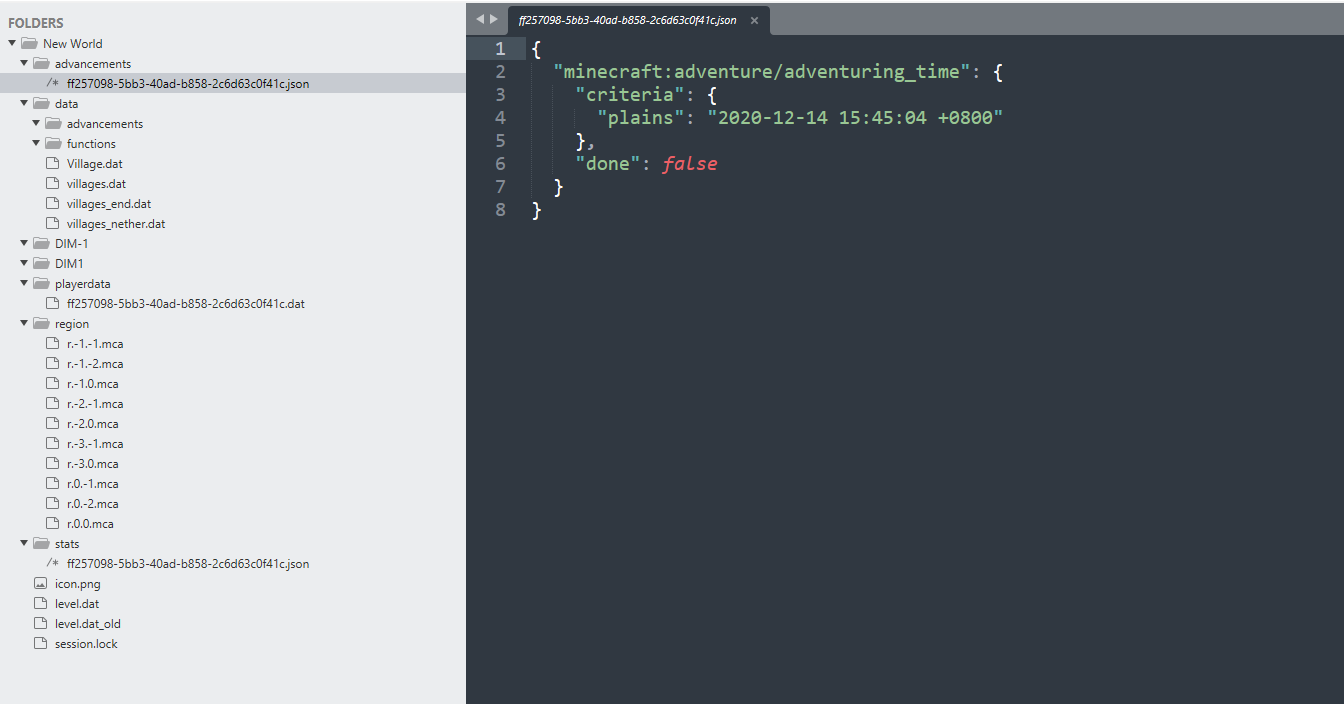 FOLDERS
New World
advancements
/* ff257098-5bb3-40ad-b858-2c6d63c0f41c.json
data
advancements
functions
Village.dat
villages.dat
villages_end.dat
villages_nether.dat
DIM-1
DIM1
playerdata
ff257098-5bb3-40ad-b858-2c6d63c0f41c.dat
region
r.-1.-1.mca
r.-1.-2.mca
r.-1.0.mca
r.-2.-1.mca
r.-2.0.mca
r.-3.-1.mca
r.-3.0.mca
r.0.-1.mca
r.0.-2.mca
r.0.0.mca
stats
/* ff257098-5bb3-40ad-b858-2c6d63c0f41c.json
icon.png
level.dat
level.dat_old
session.lock
ff257098-5bb3-40ad-b858-2c6d63c0f41c.json ×
1 {
2 "minecraft:adventure/adventuring_time": {
3 "criteria": {
4 "plains": "2020-12-14 15:45:04 +0800"
5 },
6 "done": false
7 }
8 }